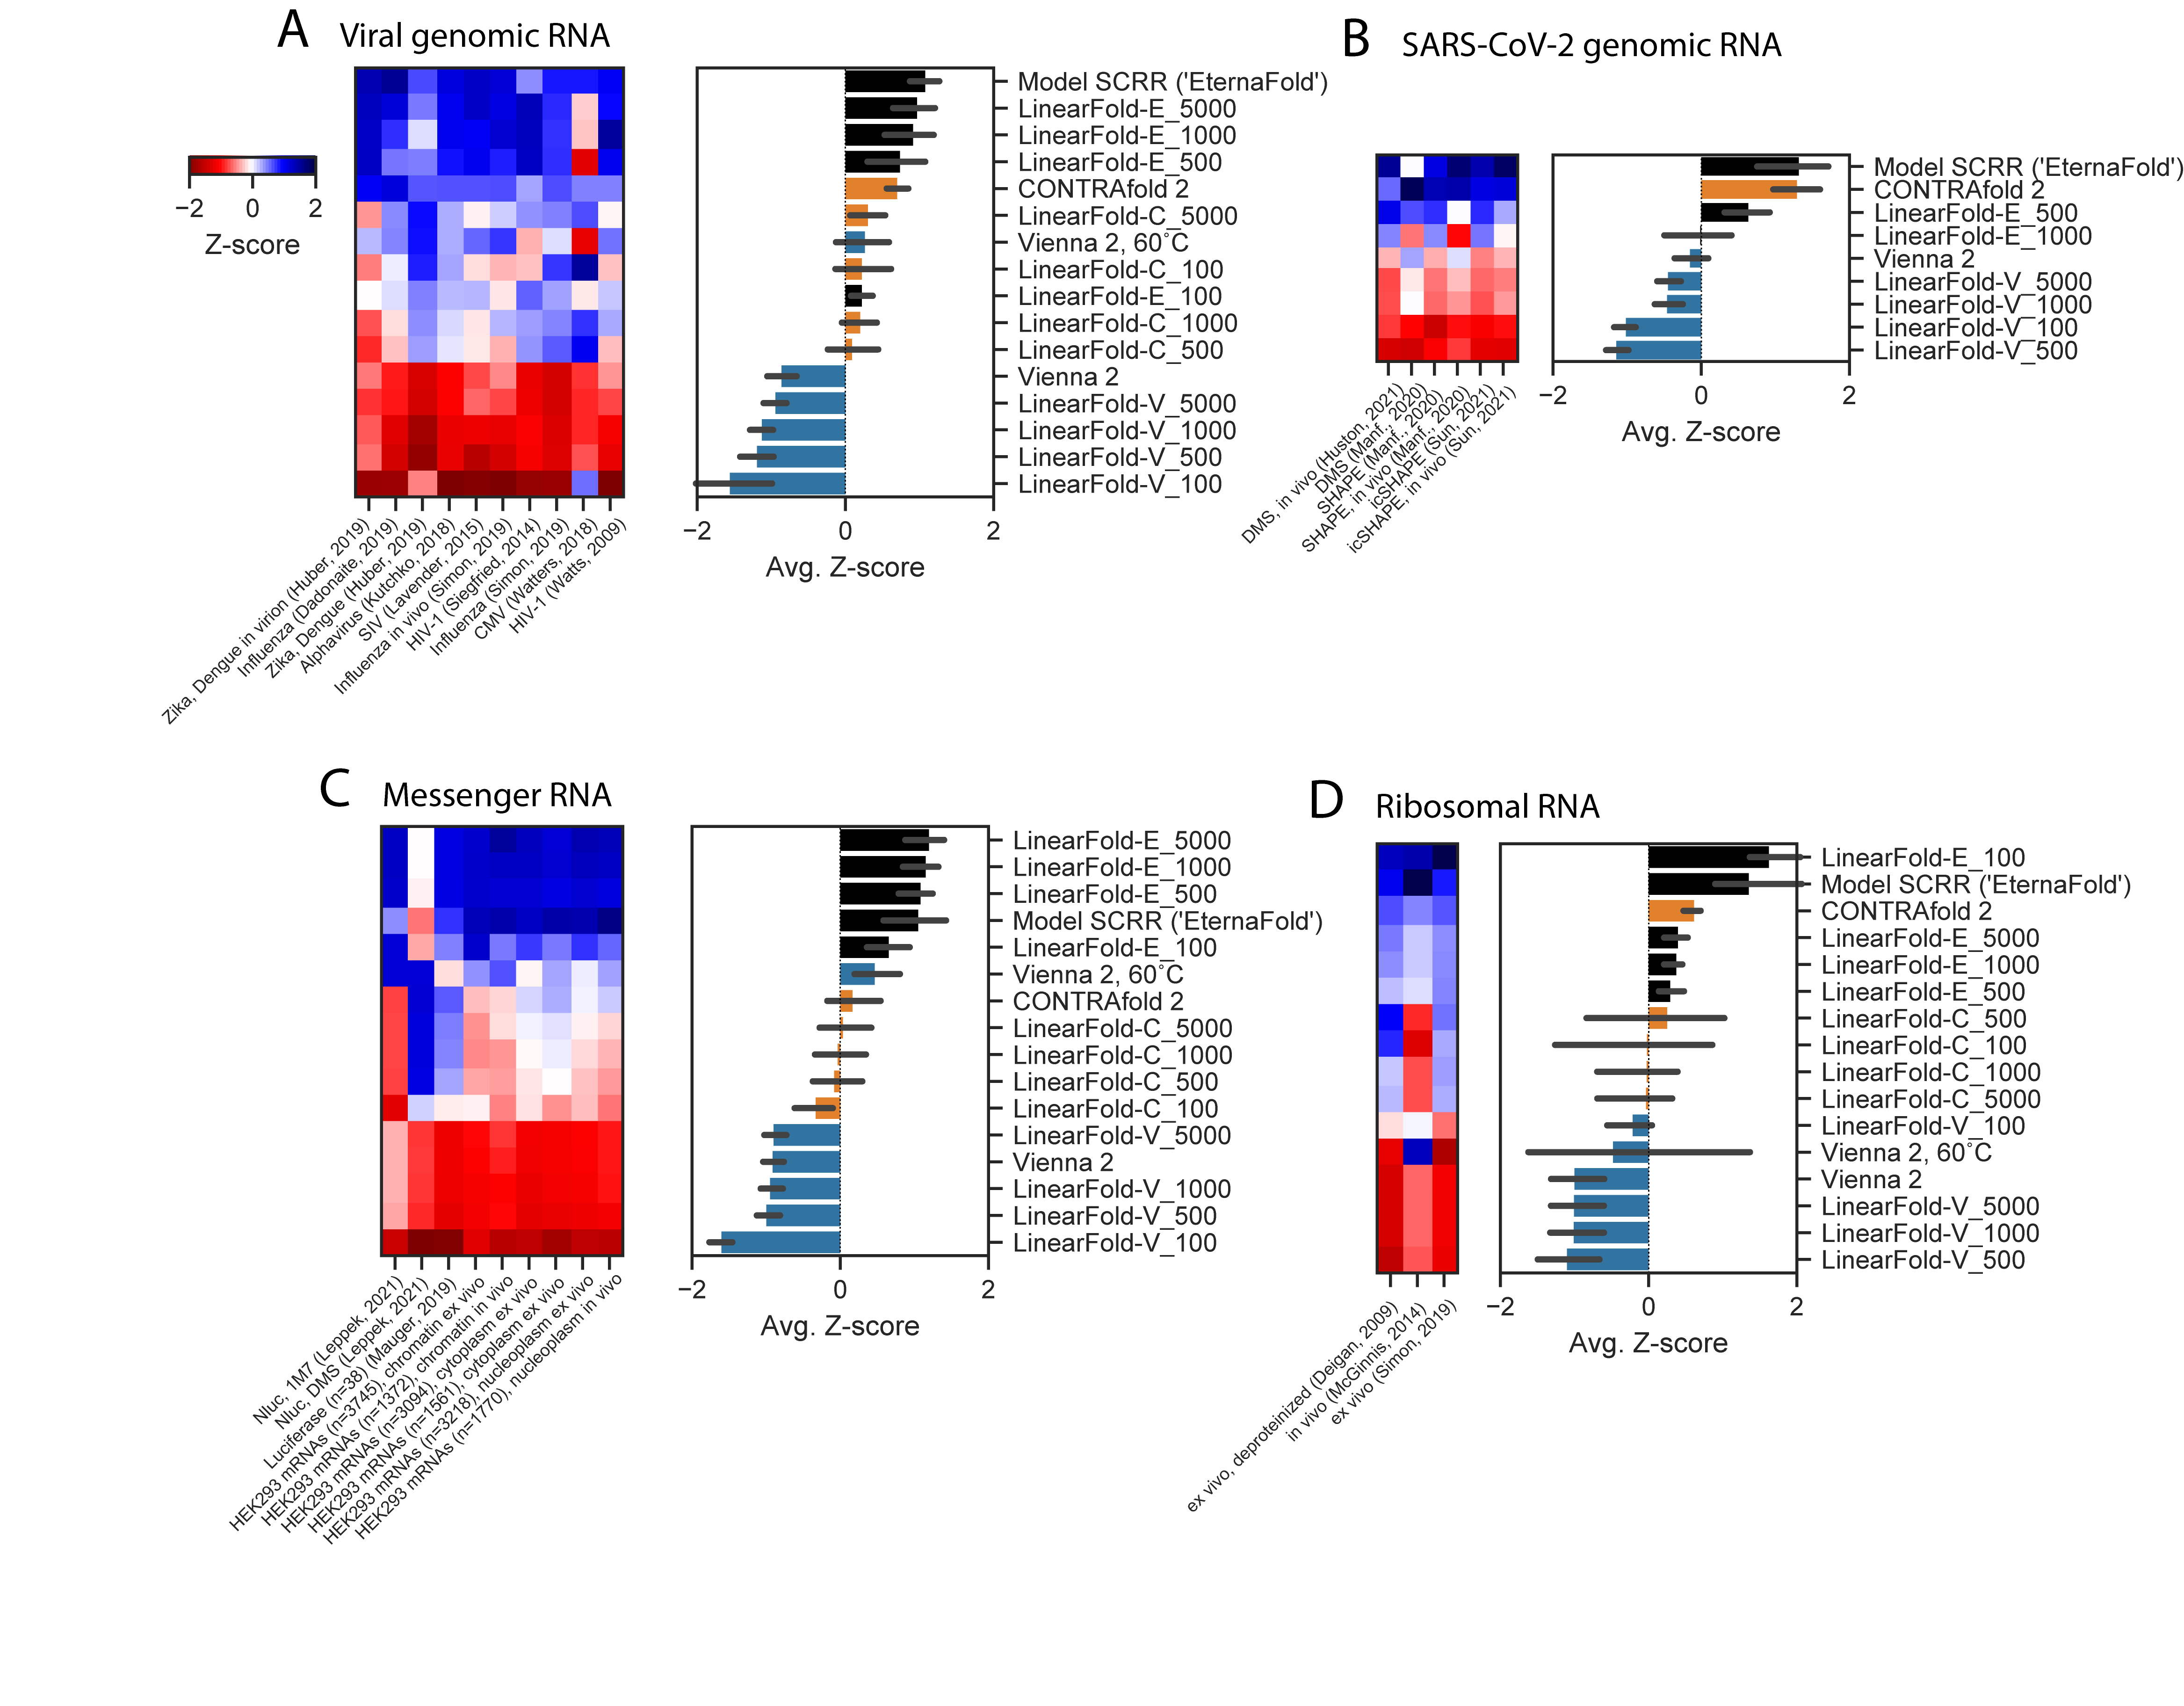 A Viral genomic RNA
−2 0 2
Z-score
Model SCRR ('EternaFold')
LinearFold-E_5000
LinearFold-E_1000
LinearFold-E_500
CONTRAfold 2
LinearFold-C_5000
Vienna 2, 60°C
LinearFold-C_100
LinearFold-E_100
LinearFold-C_1000
LinearFold-C_500
Vienna 2
LinearFold-V_5000
LinearFold-V_1000
LinearFold-V_500
LinearFold-V_100
−2 0 2
Avg. Z-score
Zika, Dengue in virion (Huber, 2019)
Influenza (Dadonaite, 2019)
Zika, Dengue (Huber, 2019)
Alphavirus (Kutchko, 2018)
SIV (Lavender, 2015)
Influenza in vivo (Simon, 2019)
HIV-1 (Siegfried, 2014)
Influenza (Simon, 2019)
CMV (Watters, 2018)
HIV-1 (Watts, 2009)
B SARS-CoV-2 genomic RNA
Model SCRR ('EternaFold')
CONTRAfold 2
LinearFold-E_500
LinearFold-E_1000
Vienna 2
LinearFold-V_5000
LinearFold-V_1000
LinearFold-V_100
LinearFold-V_500
−2 0 2
Avg. Z-score
DMS, in vivo (Huston, 2021)
DMS (Manf., 2020)
SHAPE (Manf., 2020)
SHAPE, in vivo (Manf., 2020)
icSHAPE (Sun, 2021)
icSHAPE, in vivo (Sun, 2021)
C Messenger RNA
LinearFold-E_5000
LinearFold-E_1000
LinearFold-E_500
Model SCRR ('EternaFold')
LinearFold-E_100
Vienna 2, 60°C
CONTRAfold 2
LinearFold-C_5000
LinearFold-C_1000
LinearFold-C_500
LinearFold-C_100
LinearFold-V_5000
Vienna 2
LinearFold-V_1000
LinearFold-V_500
LinearFold-V_100
−2 0 2
Avg. Z-score
Nluc, 1M7 (Leppek, 2021)
Nluc, DMS (Leppek, 2021)
Luciferase (n=38) (Mauger, 2019)
HEK293 mRNAs (n=3745), chromatin ex vivo
HEK293 mRNAs (n=1372), chromatin in vivo
HEK293 mRNAs (n=3094), cytoplasm ex vivo
HEK293 mRNAs (n=1561), cytoplasm ex vivo
HEK293 mRNAs (n=3218), nucleoplasm ex vivo
HEK293 mRNAs (n=1770), nucleoplasm in vivo
D Ribosomal RNA
LinearFold-E_100
Model SCRR ('EternaFold')
CONTRAfold 2
LinearFold-E_5000
LinearFold-E_1000
LinearFold-E_500
LinearFold-C_500
LinearFold-C_100
LinearFold-C_1000
LinearFold-C_5000
LinearFold-V_100
Vienna 2, 60°C
Vienna 2
LinearFold-V_5000
LinearFold-V_1000
LinearFold-V_500
−2 0 2
Avg. Z-score
ex vivo, deproteinized (Deigan, 2009)
in vivo (McGinnis, 2014)
ex vivo (Simon, 2019)